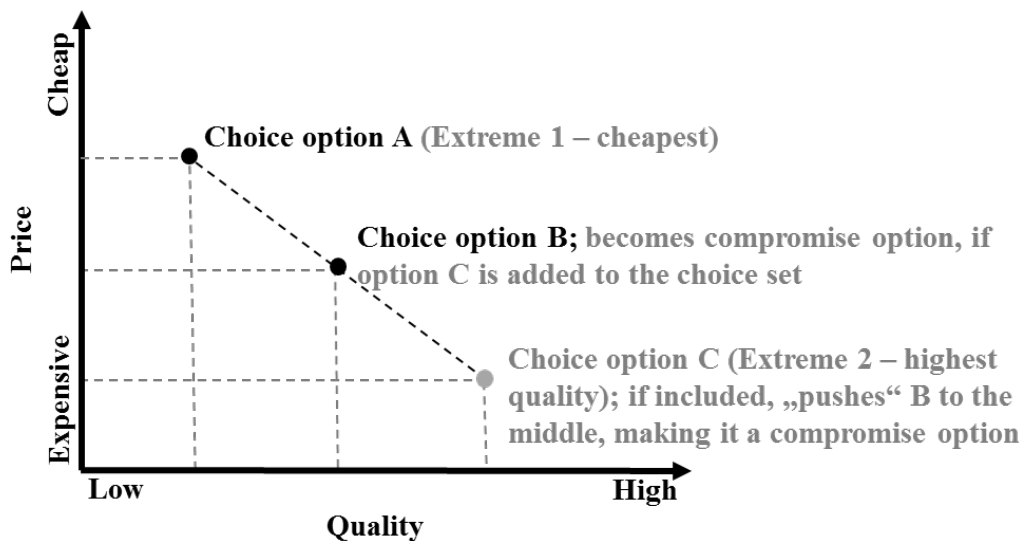 Cheap
Choice option A (Extreme 1 – cheapest)
Price
Choice option B; becomes compromise option, if
option C is added to the choice set
Expensive
Choice option C (Extreme 2 – highest
quality); if included, „pushes“ B to the
middle, making it a compromise option
Low
High
Quality